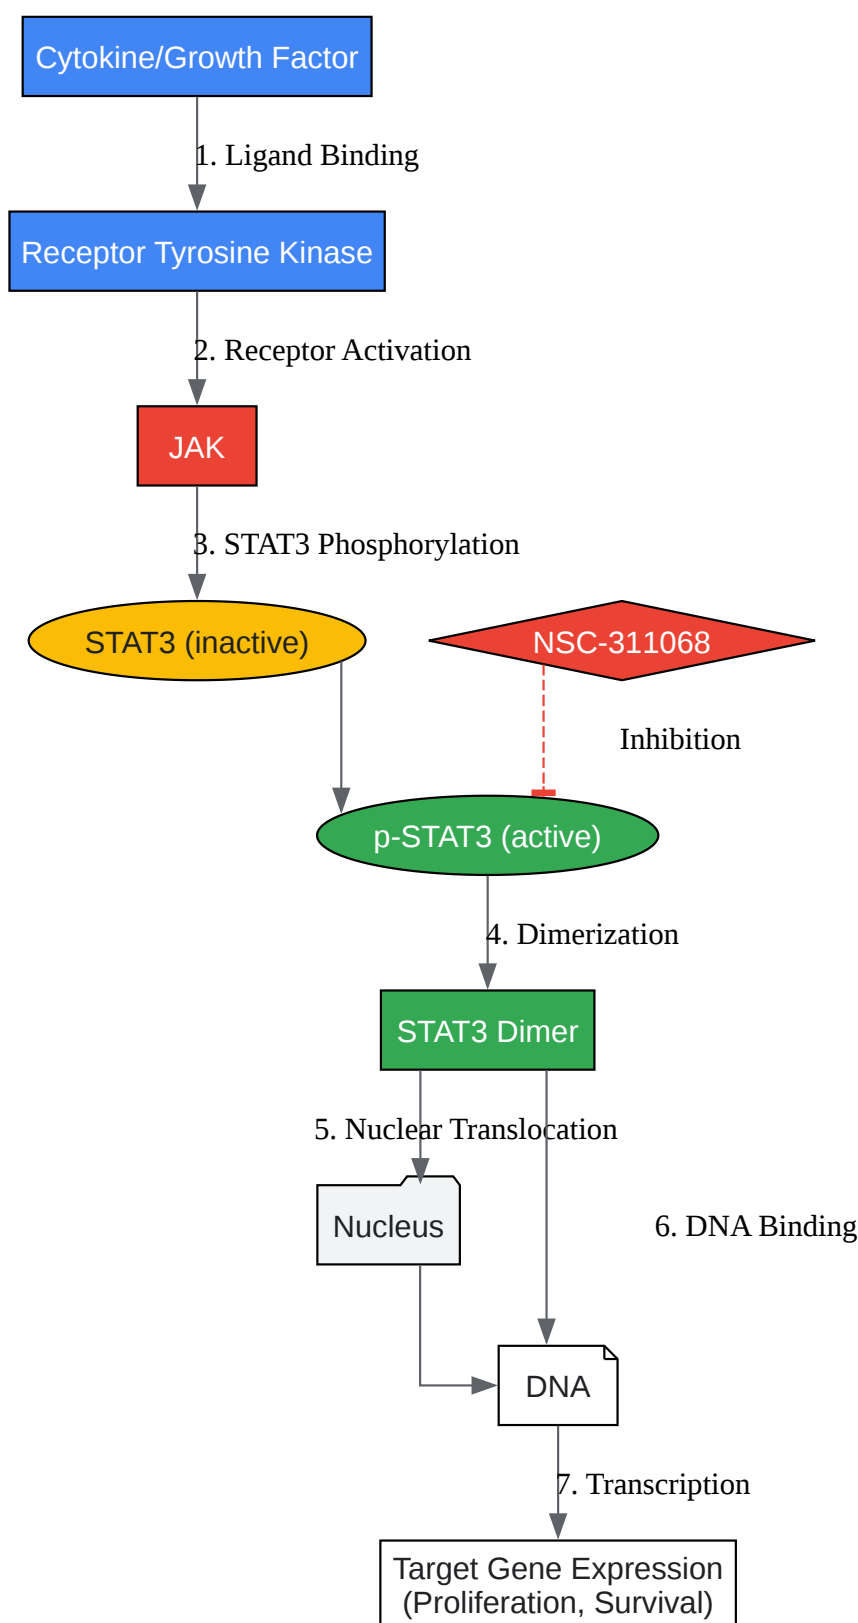 Cytokine/Growth Factor
1. Ligand Binding
Receptor Tyrosine Kinase
2. Receptor Activation
JAK
3. STAT3 Phosphorylation
STAT3 (inactive)
NSC-311068
Inhibition
p-STAT3 (active)
4. Dimerization
STAT3 Dimer
5. Nuclear Translocation
Nucleus
6. DNA Binding
DNA
7. Transcription
Target Gene Expression
(Proliferation, Survival)